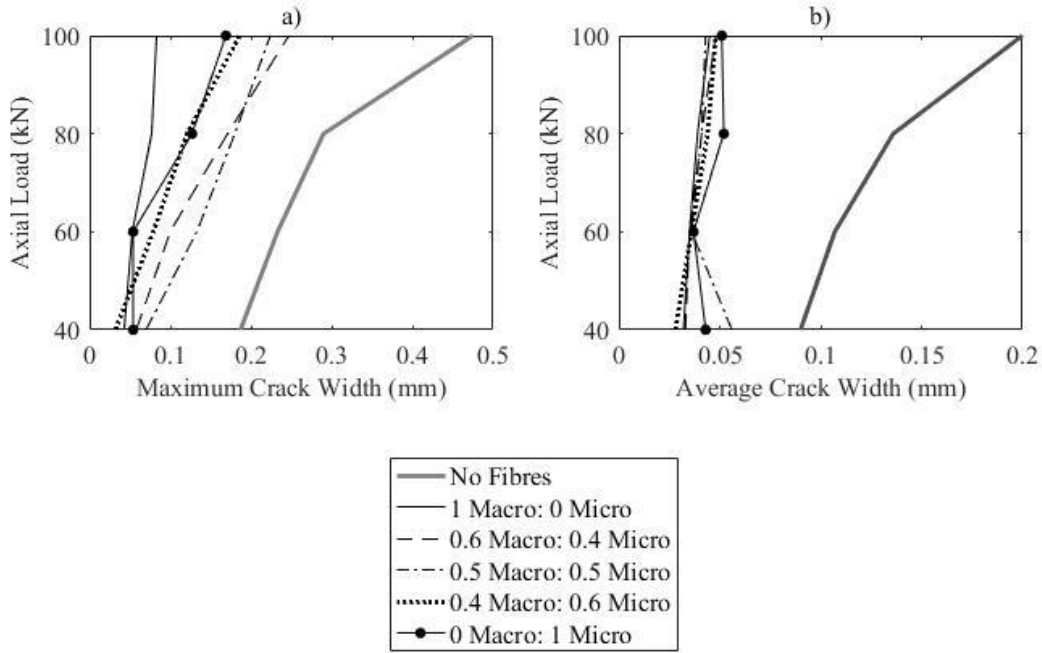 a)
100
80
60
40
Axial Load (kN)
0 0.1 0.2 0.3 0.4 0.5
Maximum Crack Width (mm)
b)
100
80
60
40
Axial Load (kN)
0 0.05 0.1 0.15 0.2
Average Crack Width (mm)
No Fibres
1 Macro: 0 Micro
0.6 Macro: 0.4 Micro
0.5 Macro: 0.5 Micro
0.4 Macro: 0.6 Micro
0 Macro: 1 Micro